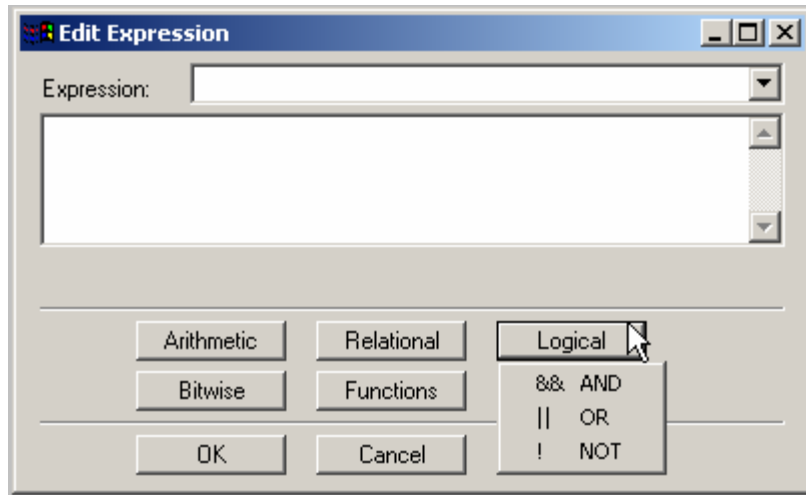 Edit Expression
Expression:
Arithmetic Relational Logical
Bitwise Functions
&& AND
|| OR
! NOT
OK Cancel